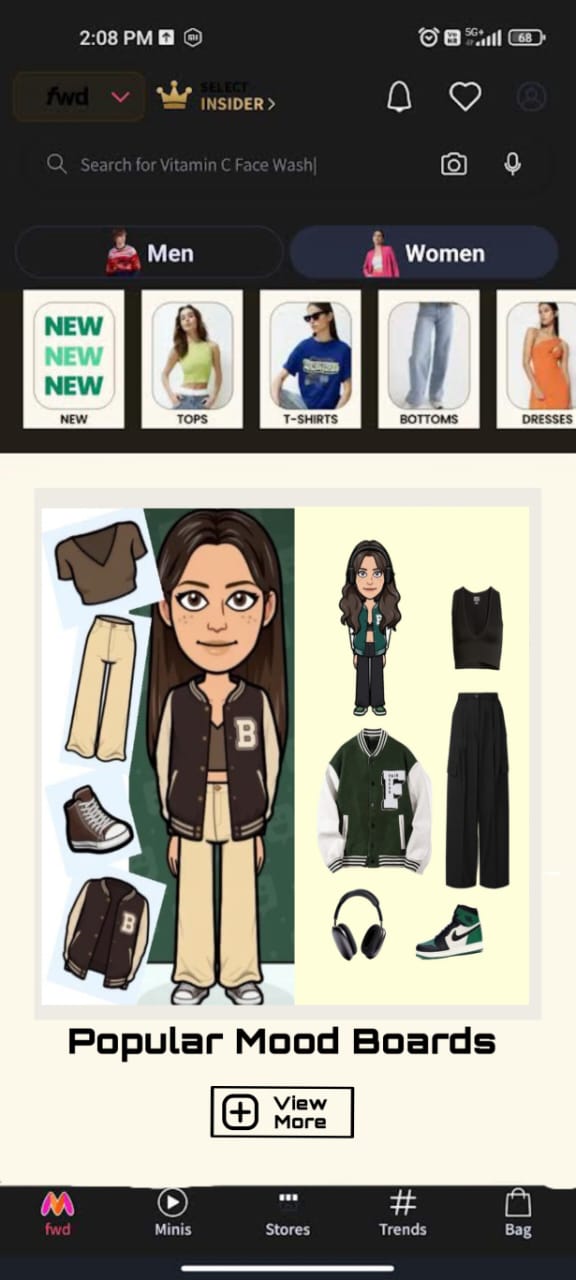 2:08 PM
5G+
68
fwd
SELECT
INSIDER >
Search for Vitamin C Face Wash
Men
Women
NEW
NEW
NEW
NEW
TOPS
T-SHIRTS
BOTTOMS
DRESSES
B
B
F
Popular Mood Boards
View
More
fwd
Minis
Stores
Trends
Bag